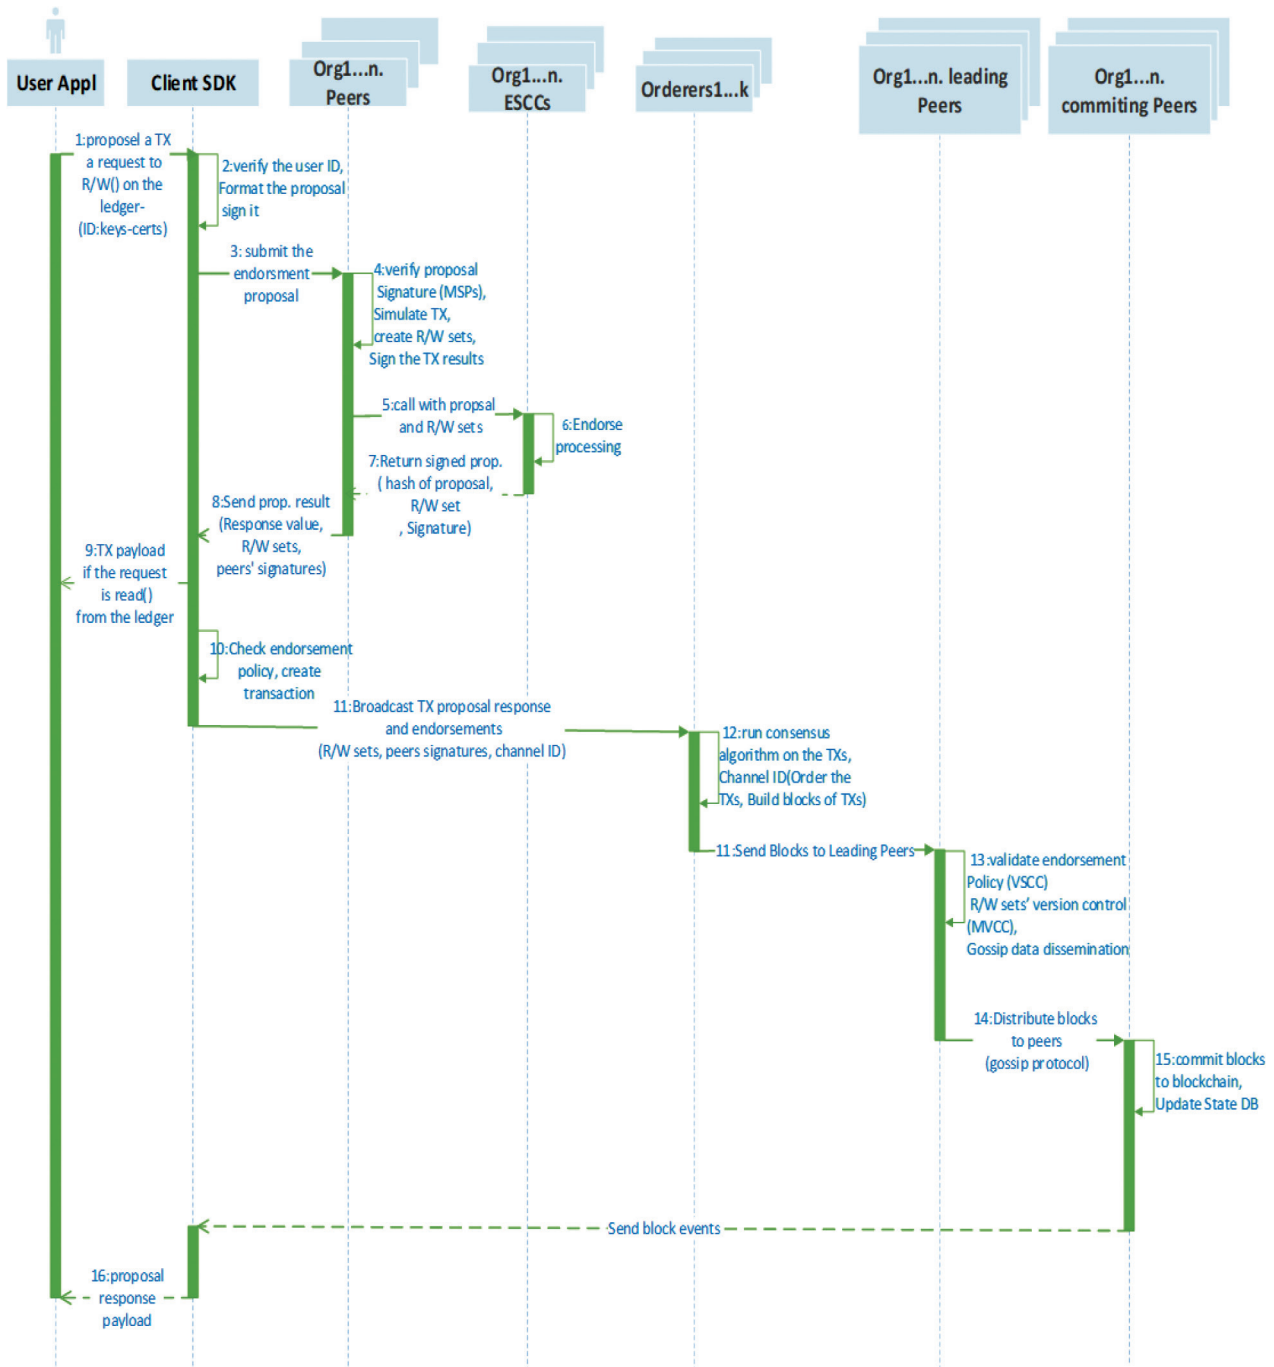 User Appl
Client SDK
Org1...n.
Peers
Org1...n.
ESCCs
Orderers1...k
Org1...n. leading
Peers
Org1...n.
commiting Peers
1:proposel a TX
a request to
R/W() on the
ledger-
(ID:keys-certs)
2:verify the user ID,
Format the proposal
sign it
3: submit the
endorsment
proposal
4:verify proposal
Signature (MSPs),
Simulate TX,
create R/W sets,
Sign the TX results
5:call with propsal
and R/W sets
6:Endorse
processing
7:Return signed prop.
( hash of proposal,
R/W set
, Signature)
8:Send prop. result
(Response value,
R/W sets,
peers' signatures)
9:TX payload
if the request
is read()
from the ledger
10:Check endorsement
policy, create
transaction
11:Broadcast TX proposal response
and endorsements
(R/W sets, peers signatures, channel ID)
12:run consensus
algorithm on the TXs,
Channel ID(Order the
TXs, Build blocks of TXs)
11:Send Blocks to Leading Peers
13:validate endorsement
Policy (VSCC)
R/W sets’ version control
(MVCC),
Gossip data dissemination
14:Distribute blocks
to peers
(gossip protocol)
15:commit blocks
to blockchain,
Update State DB
Send block events
16:proposal
response
payload